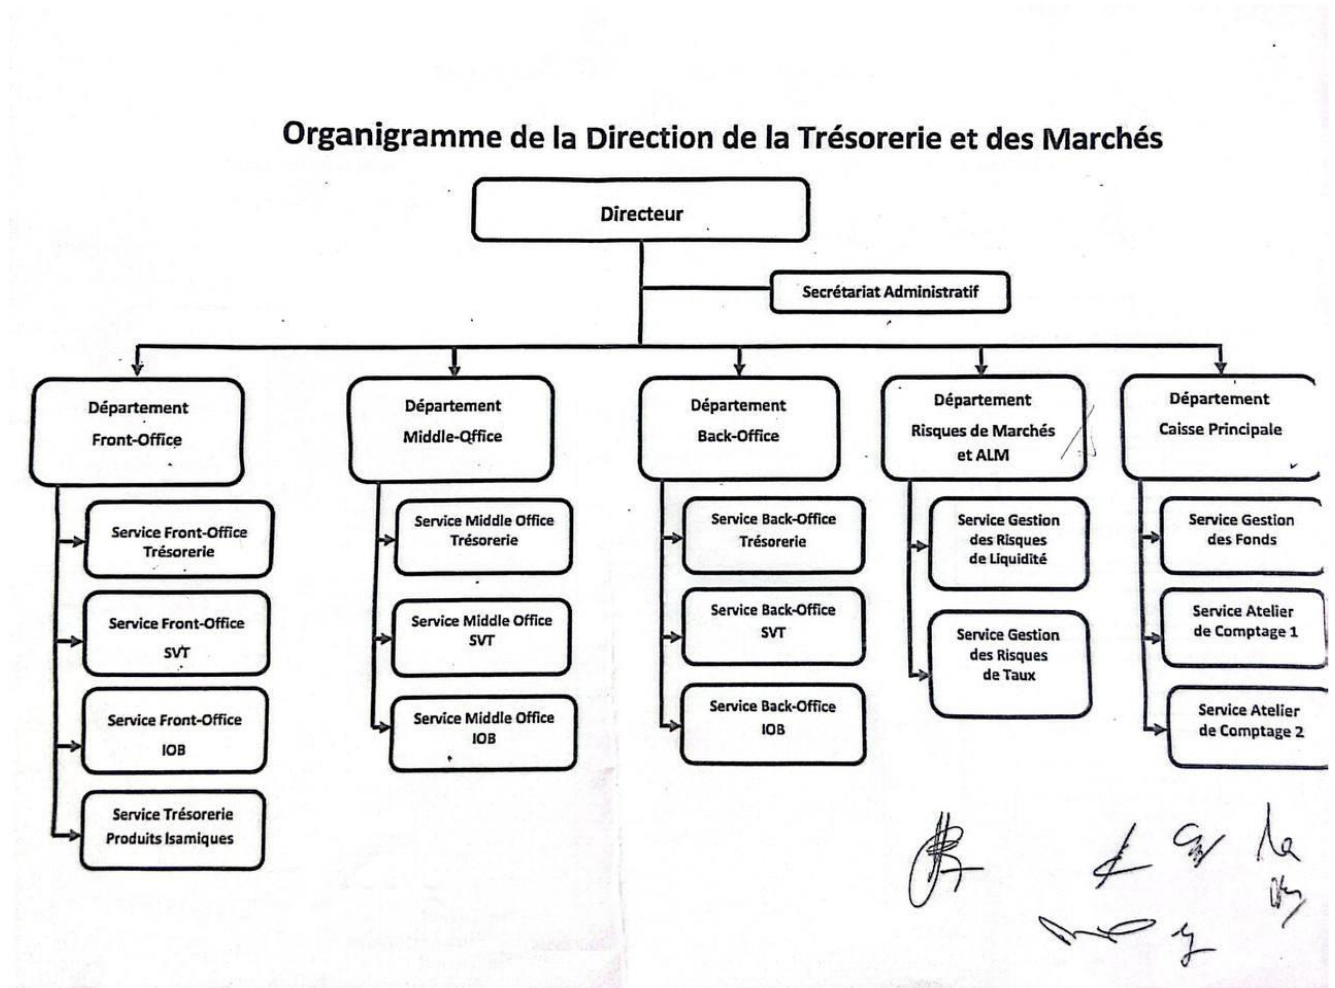 Organigramme de la Direction de la Trésorerie et des Marchés
Directeur
Secrétariat Administratif
Département
Front-Office
Département
Middle-Office
Département
Back-Office
Département
Risques de Marchés
et ALM
Département
Caisse Principale
Service Front-Office
Trésorerie
Service Front-Office
SVT
Service Front-Office
IOB
Service Trésorerie
Produits Isamiques
Service Middle Office
Trésorerie
Service Middle Office
SVT
Service Middle Office
IOB
Service Back-Office
Trésorerie
Service Back-Office
SVT
Service Back-Office
IOB
Service Gestion
des Risques
de Liquidité
Service Gestion
des Risques
de Taux
Service Gestion
des Fonds
Service Atelier
de Comptage 1
Service Atelier
de Comptage 2